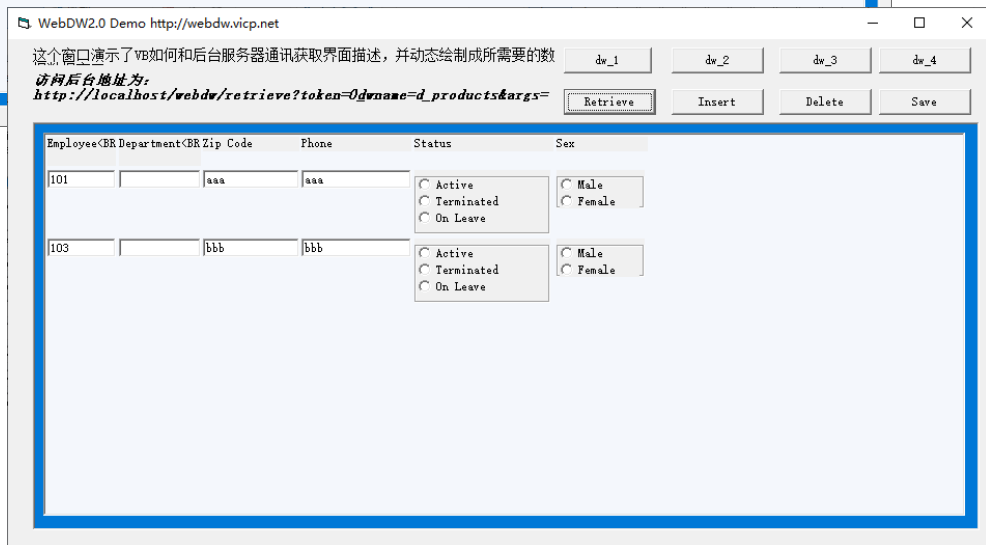 WebDW2.0 Demo http://webdw.vicp.net
这个窗口演示了VB如何和后台服务器通讯获取界面描述，并动态绘制成所需要的数
访问后台地址为:
http://localhost/webdw/retrieve?token=0dwname=d_products&args=
dw_1 dw_2 dw_3 dw_4
Retrieve Insert Delete Save
Employee<BR Department<BR Zip Code Phone Status Sex
101 aaa aaa
Active Male
Terminated Female
On Leave
103 bbb bbb
Active Male
Terminated Female
On Leave